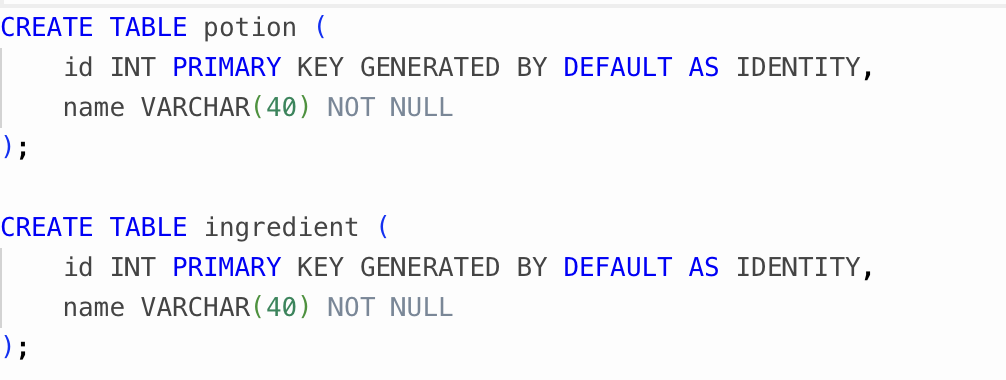 CREATE TABLE potion (
    id INT PRIMARY KEY GENERATED BY DEFAULT AS IDENTITY,
    name VARCHAR(40) NOT NULL
);

CREATE TABLE ingredient (
    id INT PRIMARY KEY GENERATED BY DEFAULT AS IDENTITY,
    name VARCHAR(40) NOT NULL
);